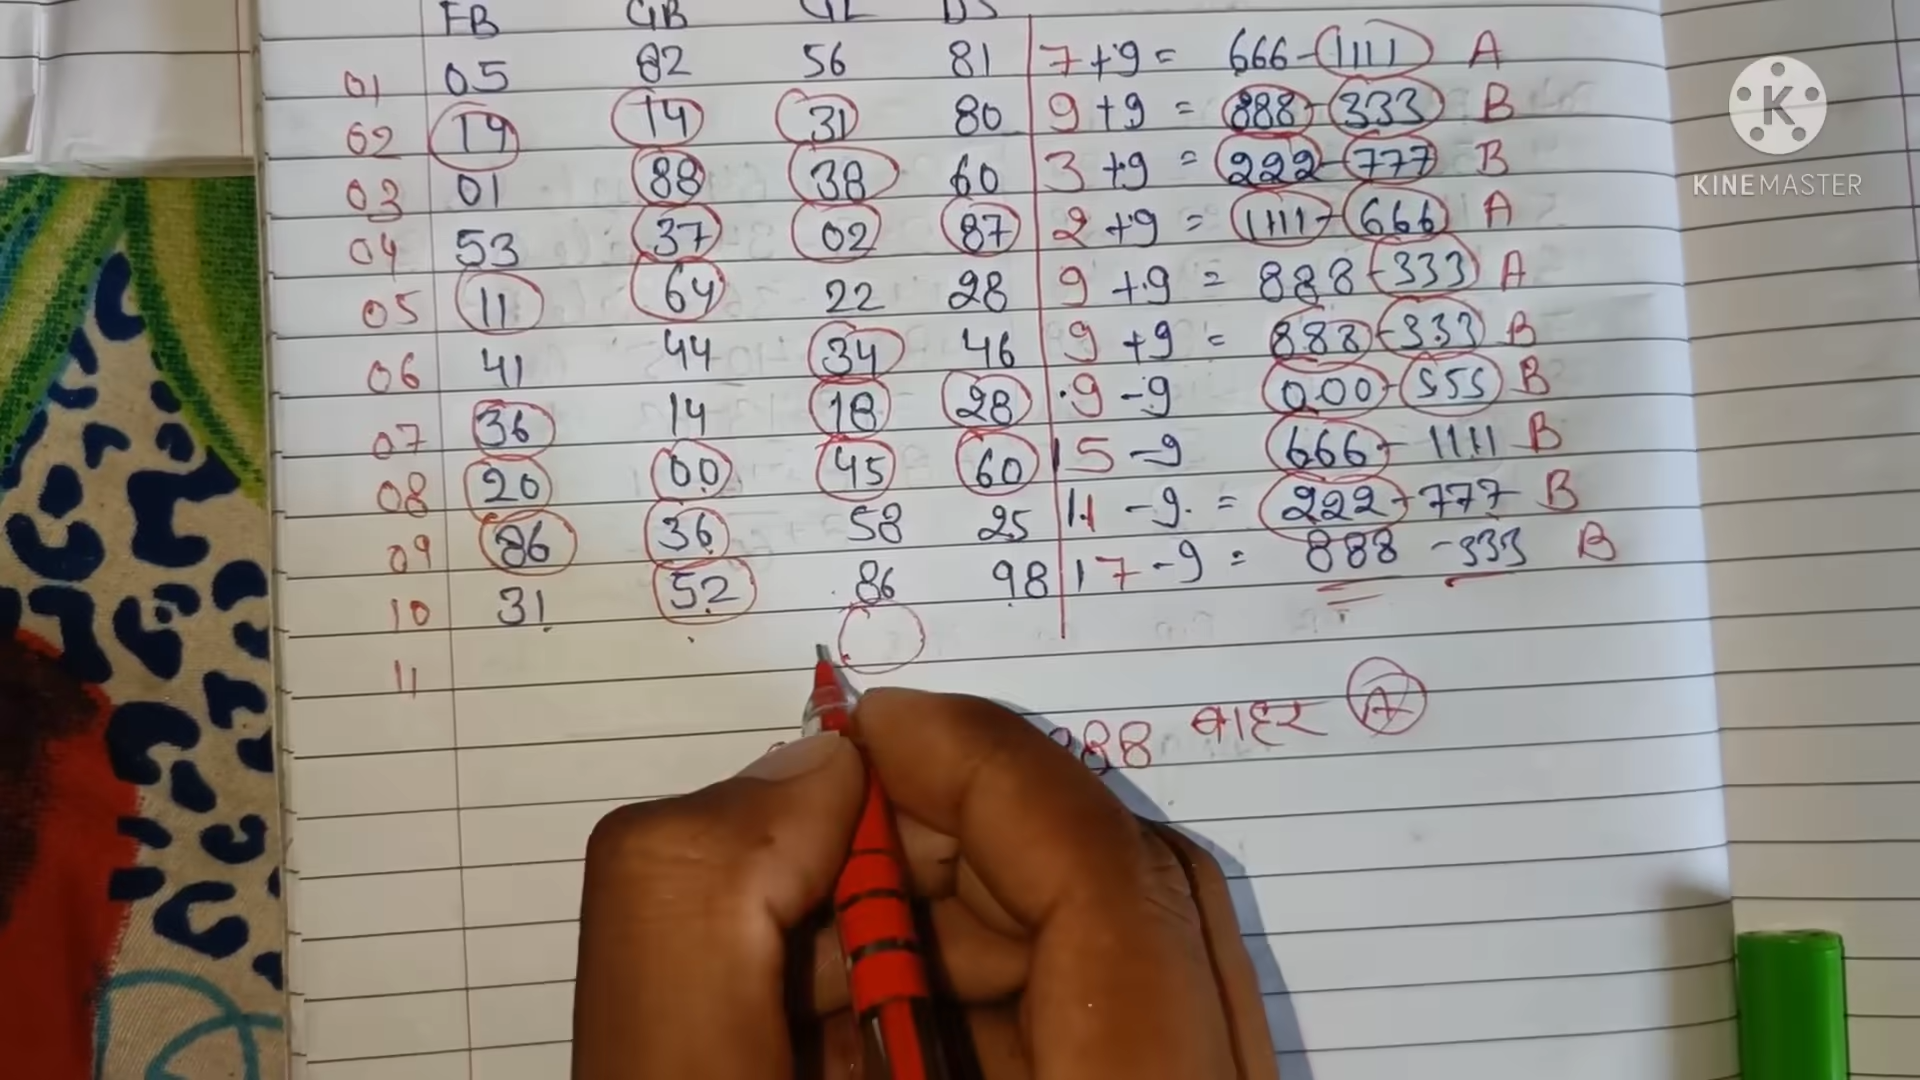 FB GB GL DS
01 05 82 56 81 7+9= 666-1111 A
02 14 14 31 80 9+9 = 888-333 B
03 01 88 38 60 3+9 = 222-777 B
04 53 37 02 87 2+9 = 1111-666 A
05 11 64 22 28 9+9 = 888-333 A
06 41 44 34 46 9+9 = 888-333 B
07 36 14 18 28 9-9 000-555 B
08 20 00 45 60 15-9 666-1111 B
09 86 36 58 25 11-9 = 222-777 B
10 31 52 86 98 17-9= 888-333 B
11
888 बाहर A
K
KINEMASTER